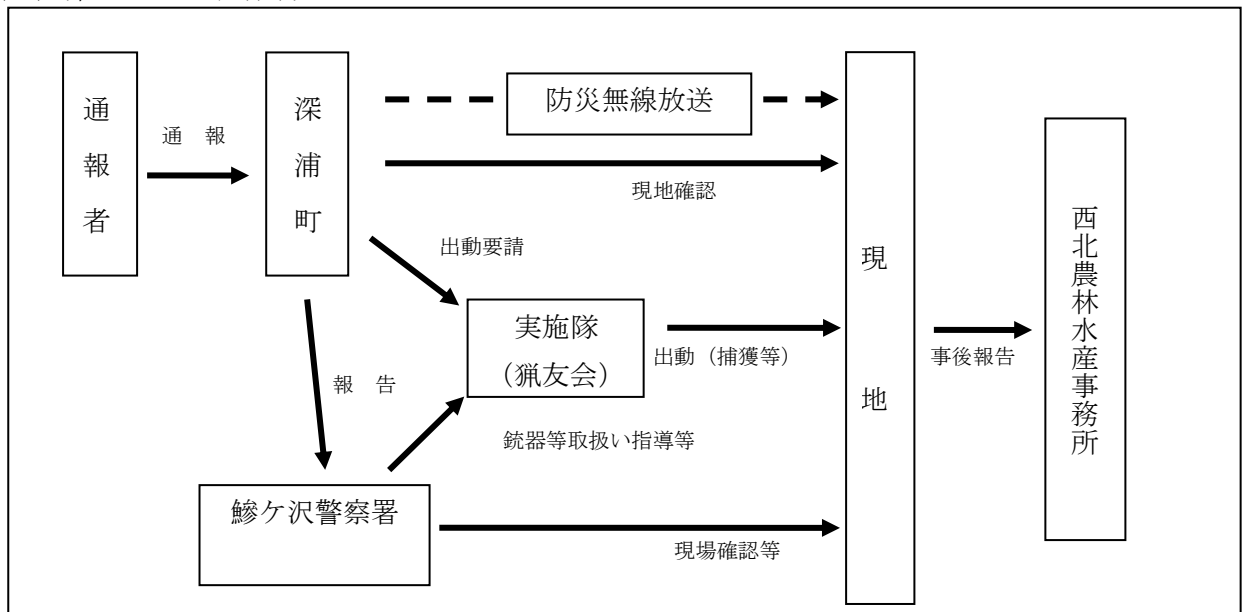 通報者
通　報
深浦町
防災無線放送
現地確認
出動要請
実施隊
（猟友会）
出動（捕獲等）
報　告
銃器等取扱い指導等
鰺ケ沢警察署
現場確認等
現地
事後報告
西北農林水産事務所